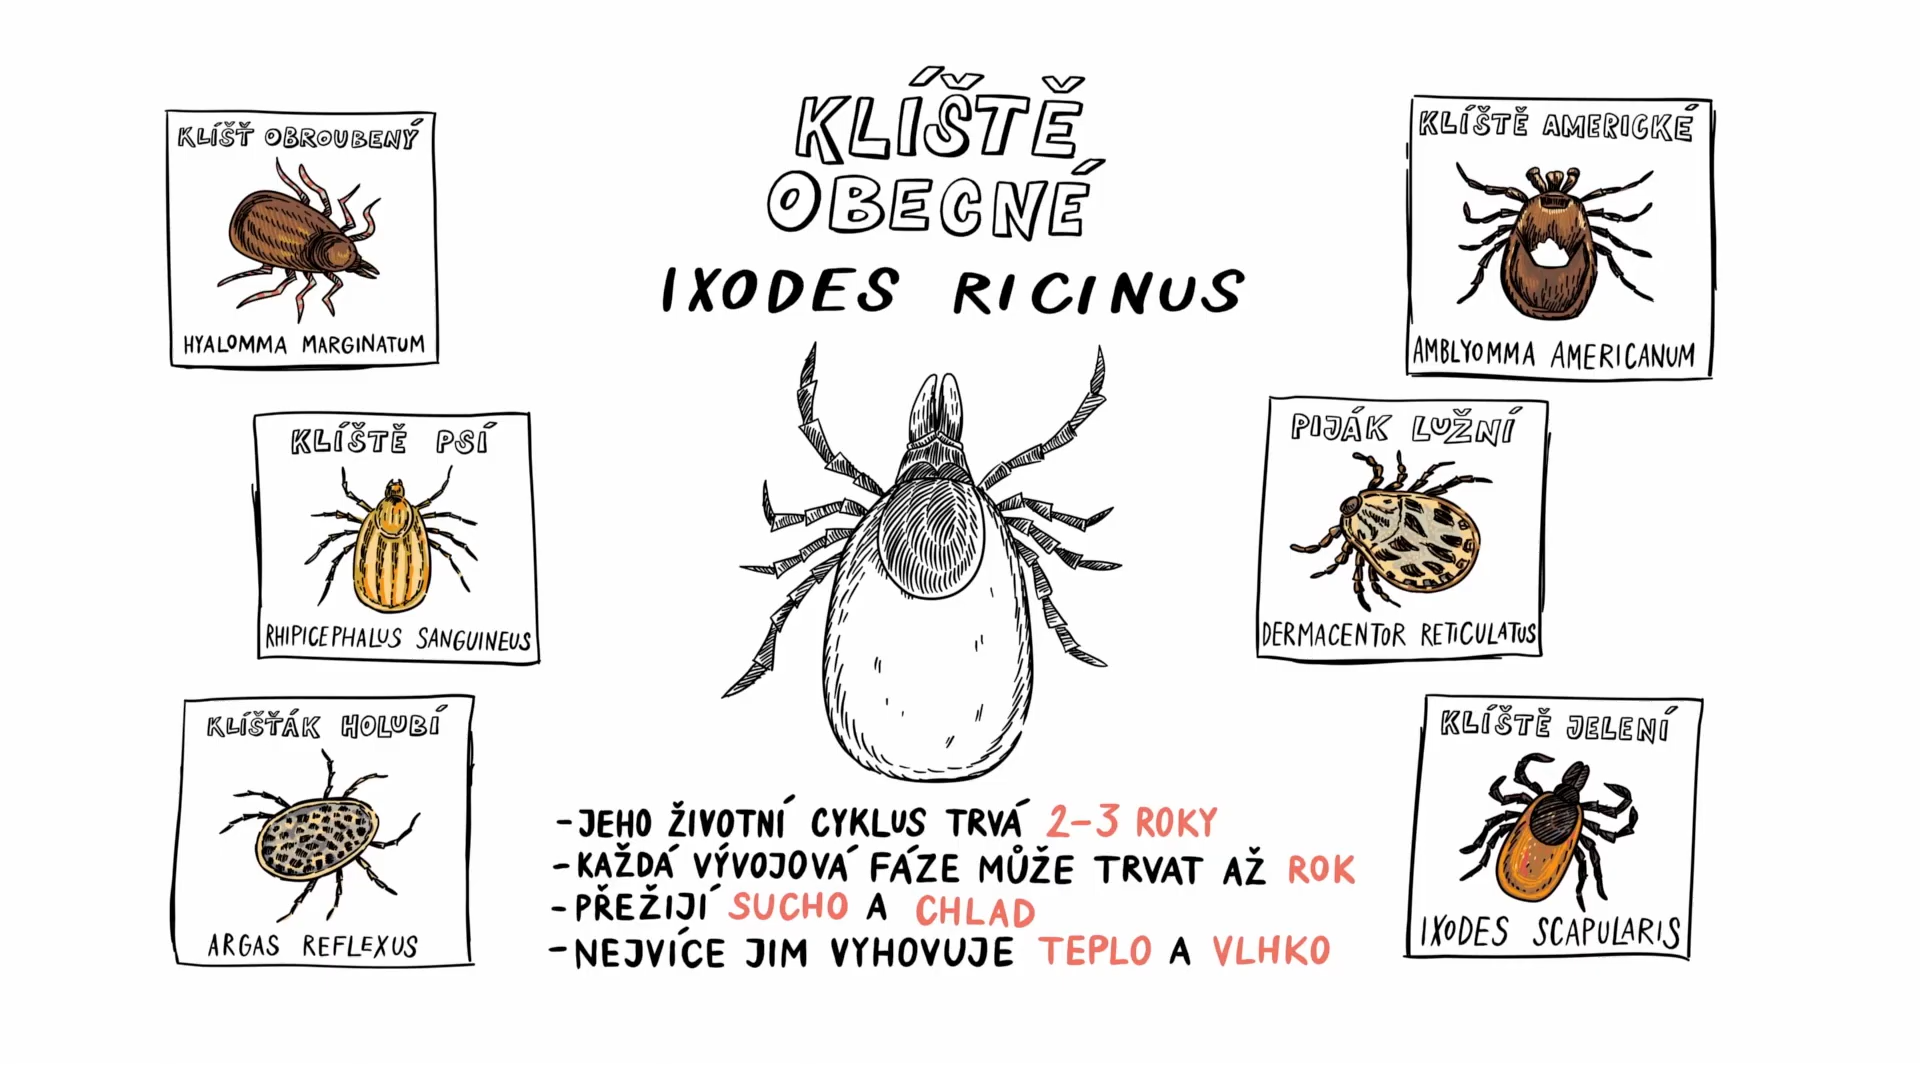 KLÍŠTĚ
OBECNÉ
IXODES RICINUS
KLÍŠŤ OBROUBENÝ
HYALOMMA MARGINATUM
KLÍŠTĚ PSÍ
RHIPICEPHALUS SANGUINEUS
KLÍŠŤÁK HOLUBÍ
ARGAS REFLEXUS
KLÍŠTĚ AMERICKÉ
AMBLYOMMA AMERICANUM
PIJÁK LUŽNÍ
DERMACENTOR RETICULATUS
KLÍŠTĚ JELENÍ
IXODES SCAPULARIS
-JEHO ŽIVOTNÍ CYKLUS TRVÁ 2-3 ROKY
-KAŽDÁ VÝVOJOVÁ FÁZE MŮŽE TRVAT AŽ ROK
-PŘEŽIJÍ SUCHO A CHLAD
-NEJVÍCE JIM VYHOVUJE TEPLO A VLHKO